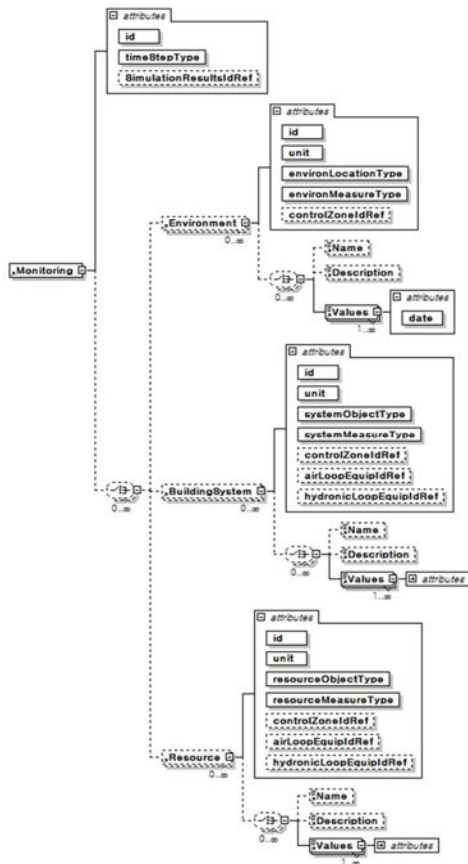 attributes
id
timeStepType
SimulationResultsIdRef
attributes
id
unit
environLocationType
environMeasureType
controlZoneIdRef
Environment
0..∞
Name
Monitoring
Description
0..∞
Values
1..∞
attributes
date
attributes
id
unit
systemObjectType
systemMeasureType
controlZoneIdRef
airLoopEquipIdRef
hydronicLoopEquipIdRef
0..∞
BuildingSystem
0..∞
Name
Description
0..∞
Values
attributes
1..∞
attributes
id
unit
resourceObjectType
resourceMeasureType
controlZoneIdRef
airLoopEquipIdRef
hydronicLoopEquipIdRef
Resource
0..∞
Name
Description
0..∞
Values
attributes
1..∞